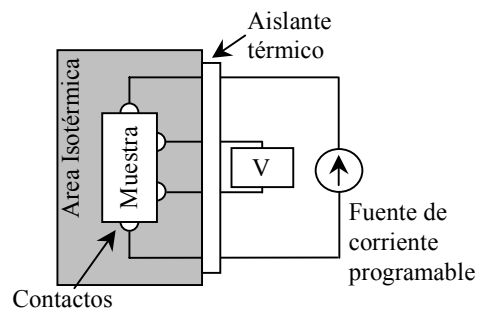 Aislante
térmico
Area Isotérmica
Muestra
V
Fuente de
corriente
programable
Contactos